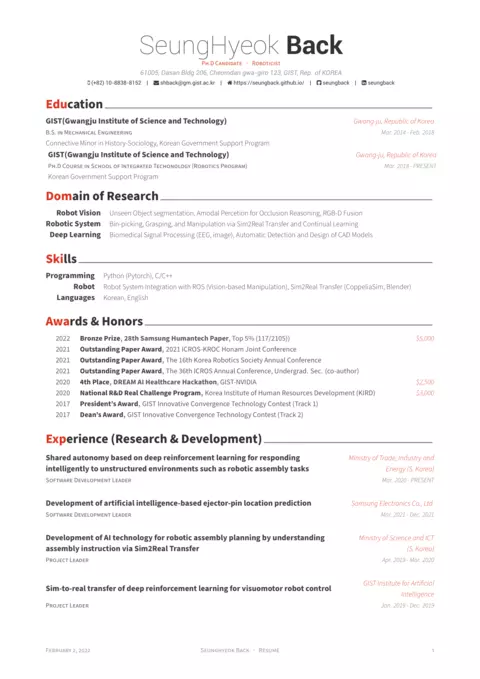 SeungHyeok Back
Ph.D Candidate · Roboticist
61005, Dasan Bldg 206, Cheomdan gwa-giro 123, GIST, Rep. of KOREA
(+82) 10-8838-8152 | shback@gm.gist.ac.kr | https://seungback.github.io/ | seungback | seungback
Education
GIST(Gwangju Institute of Science and Technology) Gwang-ju, Republic of Korea
B.S. in Mechanical Engineering Mar. 2014 - Feb. 2018
Connective Minor in History-Sociology, Korean Government Support Program
GIST(Gwangju Institute of Science and Technology) Gwang-ju, Republic of Korea
Ph.D Course in School of Integrated Techonology (Robotics Program) Mar. 2018 - PRESENT
Korean Government Support Program
Domain of Research
Robot Vision Unseen Object segmentation, Amodal Percetion for Occlusion Reasoning, RGB-D Fusion
Robotic System Bin-picking, Grasping, and Manipulation via Sim2Real Transfer and Continual Learning
Deep Learning Biomedical Signal Processing (EEG, image), Automatic Detection and Design of CAD Models
Skills
Programming Python (Pytorch), C/C++
Robot Robot System Integration with ROS (Vision-based Manipulation), Sim2Real Transfer (CoppeliaSim, Blender)
Languages Korean, English
Awards & Honors
2022 Bronze Prize, 28th Samsung Humantech Paper, Top 5% (117/2105)) $5,000
2021 Outstanding Paper Award, 2021 ICROS-KROC Honam Joint Conference
2021 Outstanding Paper Award, The 16th Korea Robotics Society Annual Conference
2021 Outstanding Paper Award, The 36th ICROS Annual Conference, Undergrad. Sec. (co-author)
2020 4th Place, DREAM AI Healthcare Hackathon, GIST-NVIDIA $2,500
2020 National R&D Real Challenge Program, Korea Institute of Human Resources Development (KIRD) $3,000
2017 President's Award, GIST Innovative Convergence Technology Contest (Track 1)
2017 Dean's Award, GIST Innovative Convergence Technology Contest (Track 2)
Experience (Research & Development)
Shared autonomy based on deep reinforcement learning for responding Ministry of Trade, Industry and
intelligently to unstructured environments such as robotic assembly tasks Energy (S. Korea)
Software Development Leader Mar. 2020 - PRESENT
Development of artificial intelligence-based ejector-pin location prediction Samsung Electronics Co., Ltd.
Software Development Leader Mar. 2021 - Dec. 2021
Development of AI technology for robotic assembly planning by understanding Ministry of Science and ICT
assembly instruction via Sim2Real Transfer (S. Korea)
Project Leader Apr. 2019 - Mar. 2020
GIST Institute for Artificial
Sim-to-real transfer of deep reinforcement learning for visuomotor robot control Intelligence
Project Leader Jan. 2019 - Dec. 2019
February 2, 2022 SeungHyeok Back · Résumé 1